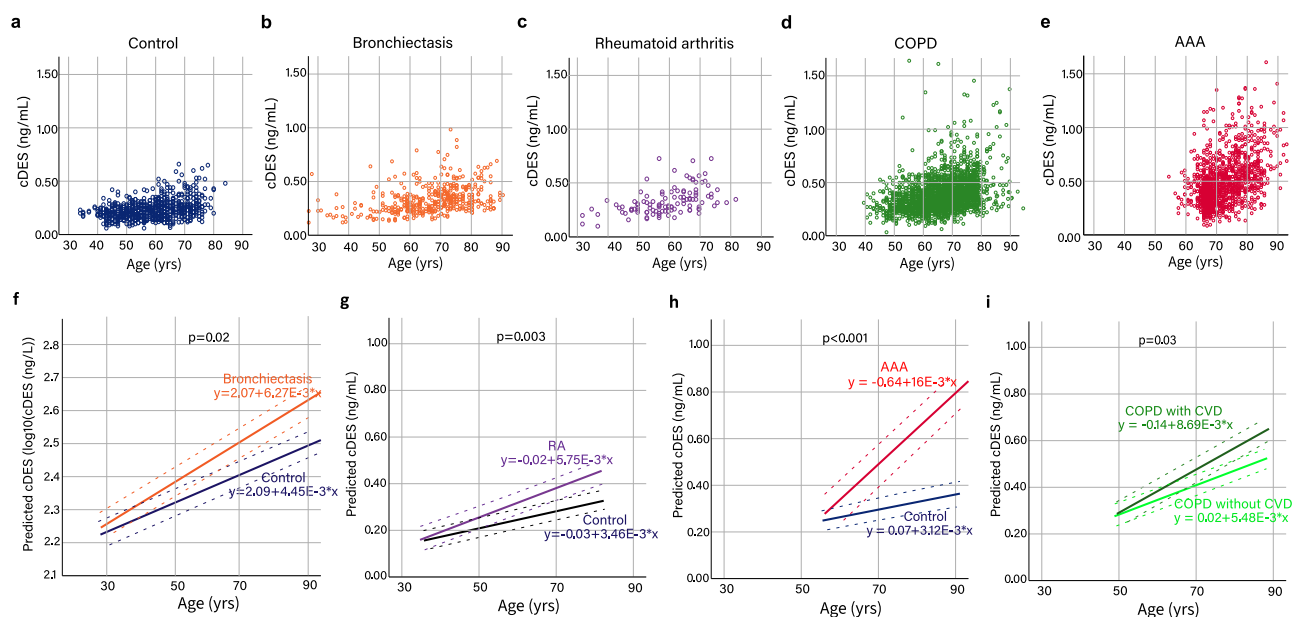 a
Control
cDES (ng/mL)
1.50
1.00
0.50
0.00
30 40 50 60 70 80 90
Age (yrs)
b
Bronchiectasis
cDES (ng/mL)
1.50
1.00
0.50
0.00
30 40 50 60 70 80 90
Age (yrs)
c
Rheumatoid arthritis
cDES (ng/mL)
1.50
1.00
0.50
0.00
30 40 50 60 70 80 90
Age (yrs)
d
COPD
cDES (ng/mL)
1.50
1.00
0.50
0.00
30 40 50 60 70 80 90
Age (yrs)
e
AAA
cDES (ng/mL)
1.50
1.00
0.50
0.00
30 40 50 60 70 80 90
Age (yrs)
f
Predicted cDES (log10(cDES (ng/L))
p=0.02
2.8
2.7
2.6
2.5
2.4
2.3
2.2
2.1
Bronchiectasis
y=2.07+6.27E-3*x
Control
y=2.09+4.45E-3*x
30 50 70 90
Age (yrs)
g
Predicted cDES (ng/mL)
p=0.003
1.00
0.80
0.60
0.40
0.20
0.00
RA
y=-0.02+5.75E-3*x
Control
y=-0.03+3.46E-3*x
30 50 70 90
Age (yrs)
h
Predicted cDES (ng/mL)
p<0.001
1.00
0.80
0.60
0.40
0.20
0.00
AAA
y = -0.64+16E-3*x
Control
y = 0.07+3.12E-3*x
30 50 70 90
Age (yrs)
i
Predicted cDES (ng/mL)
p=0.03
1.00
0.80
0.60
0.40
0.20
0.00
COPD with CVD
y = -0.14+8.69E-3*x
COPD without CVD
y = 0.02+5.48E-3*x
30 50 70 90
Age (yrs)